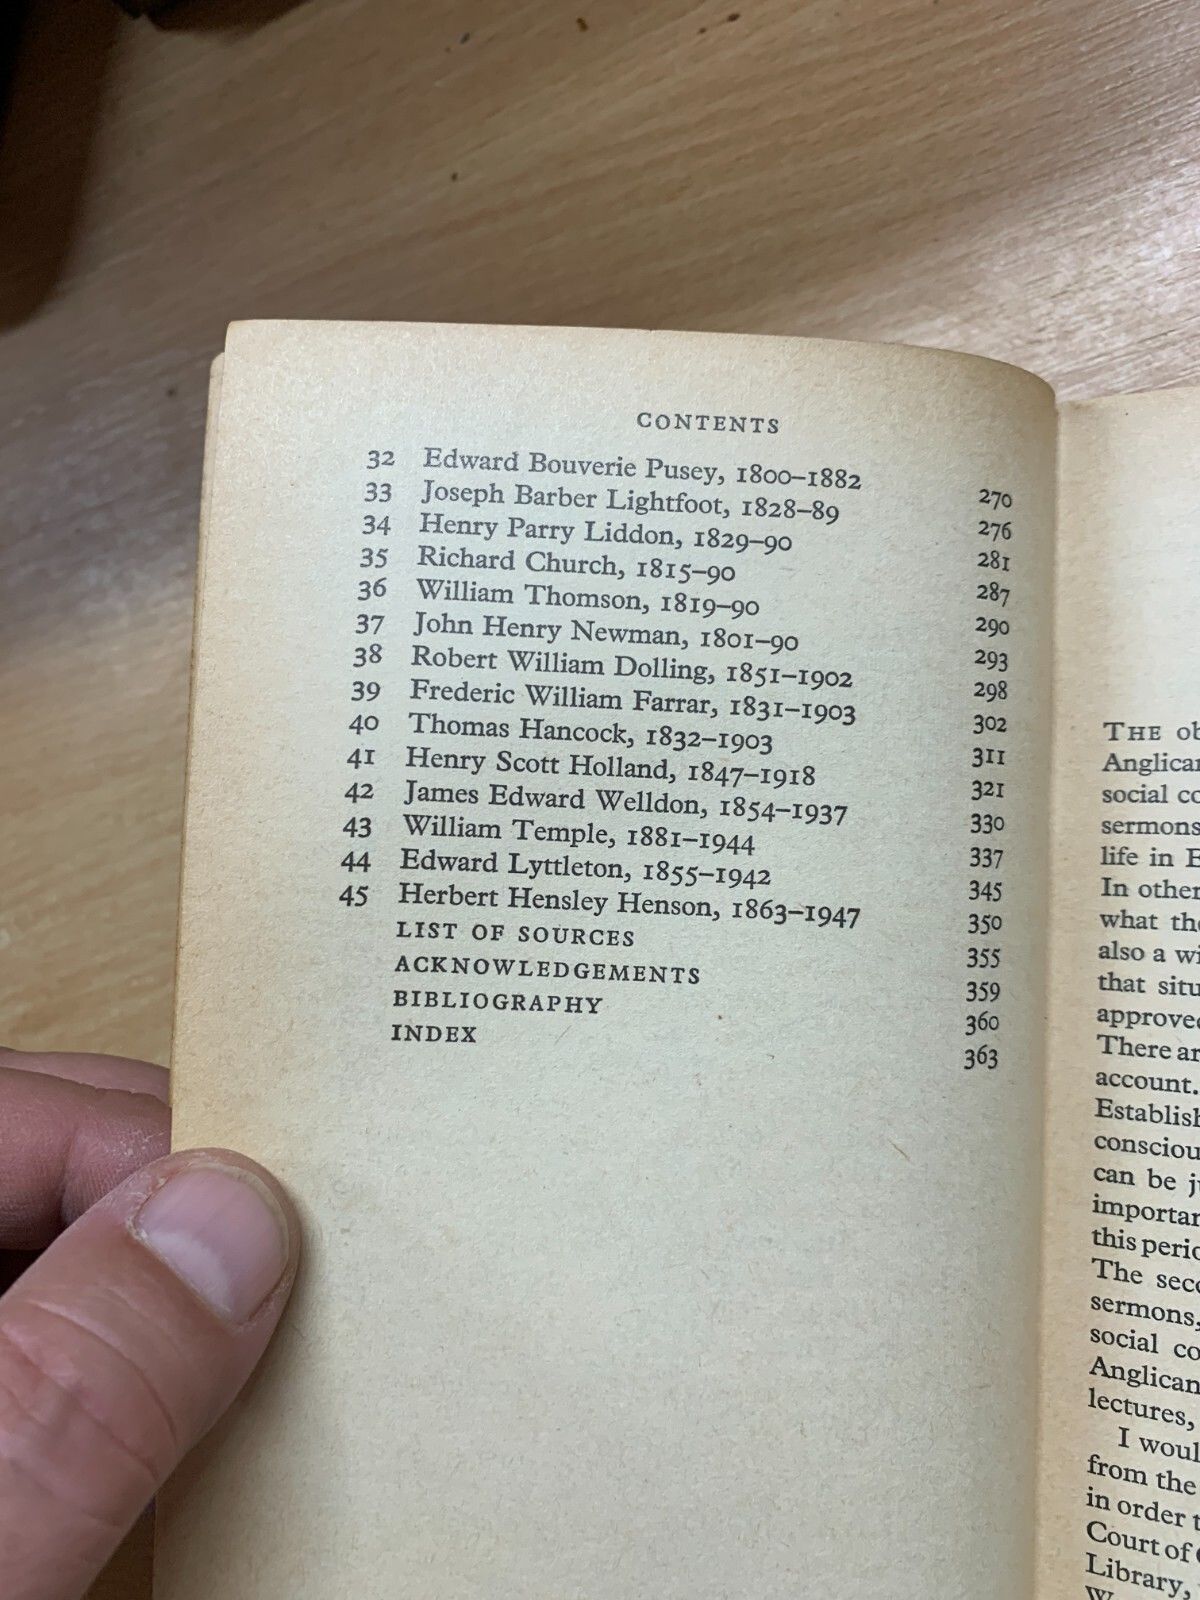 CONTENTS
32 Edward Bouverie Pusey, 1800–1882 270
33 Joseph Barber Lightfoot, 1828–89 276
34 Henry Parry Liddon, 1829–90 281
35 Richard Church, 1815–90 287
36 William Thomson, 1819–90 290
37 John Henry Newman, 1801–90 293
38 Robert William Dolling, 1851–1902 298
39 Frederic William Farrar, 1831–1903 302
40 Thomas Hancock, 1832–1903 311
41 Henry Scott Holland, 1847–1918 321
42 James Edward Welldon, 1854–1937 330
43 William Temple, 1881–1944 337
44 Edward Lyttleton, 1855–1942 345
45 Herbert Hensley Henson, 1863–1947 350
LIST OF SOURCES 355
ACKNOWLEDGEMENTS 359
BIBLIOGRAPHY 360
INDEX 363
THE ob
Anglican
social co
sermons
life in E
In other
what the
also a wi
that situ
approved
There ar
account.
Establish
consciou
can be ju
importan
this perio
The seco
sermons,
social co
Anglican
lectures,
I woul
from the
in order t
Court of
Library,